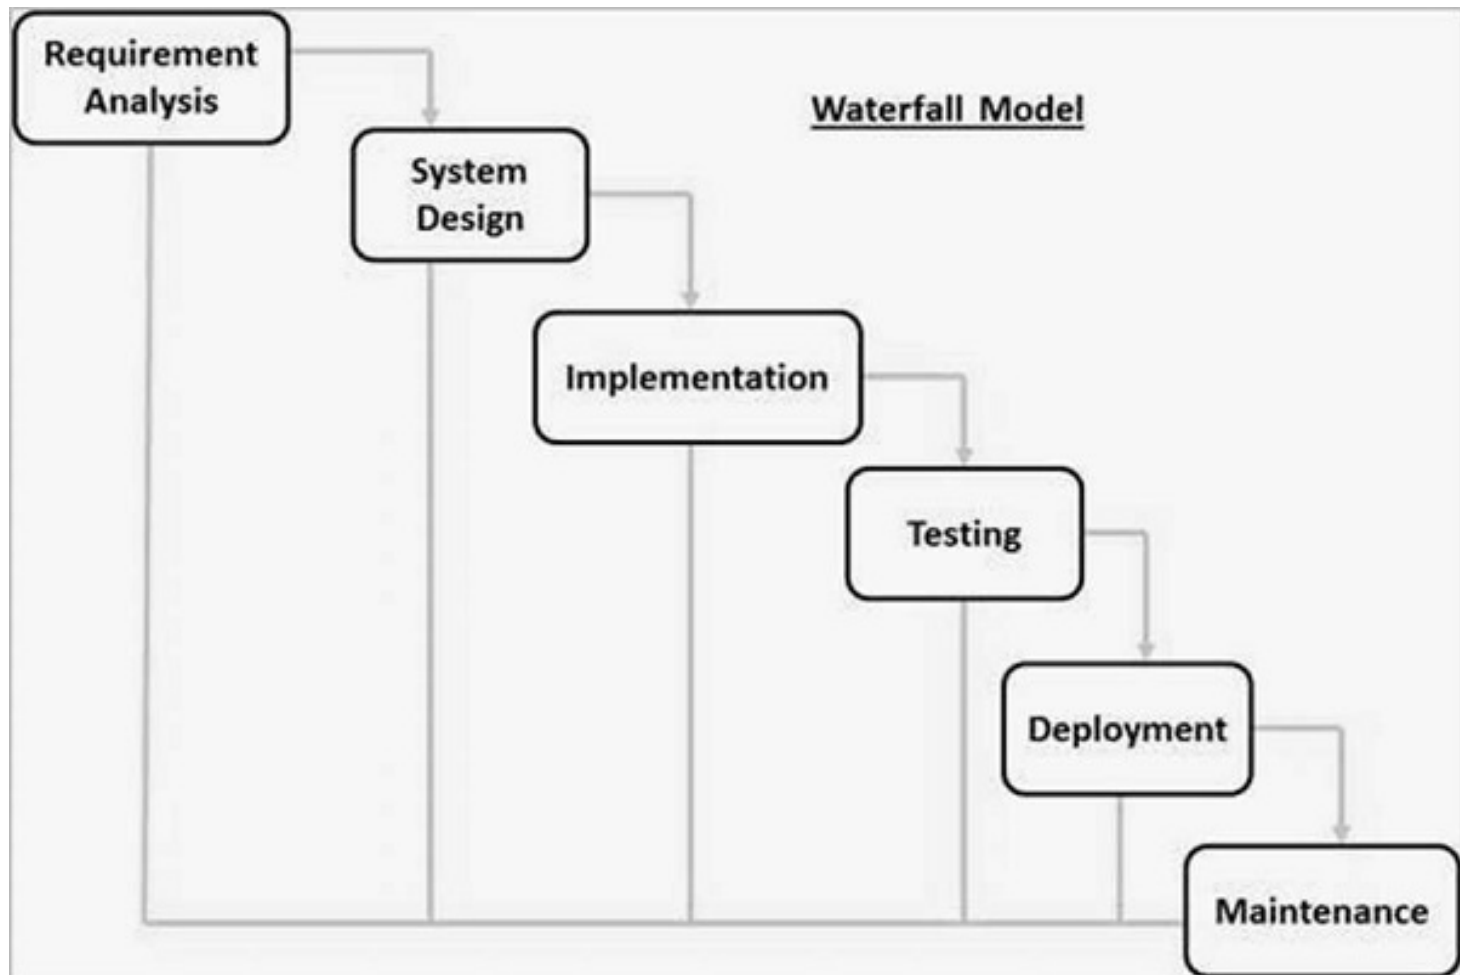 Requirement
Analysis
Waterfall Model
System
Design
Implementation
Testing
Deployment
Maintenance